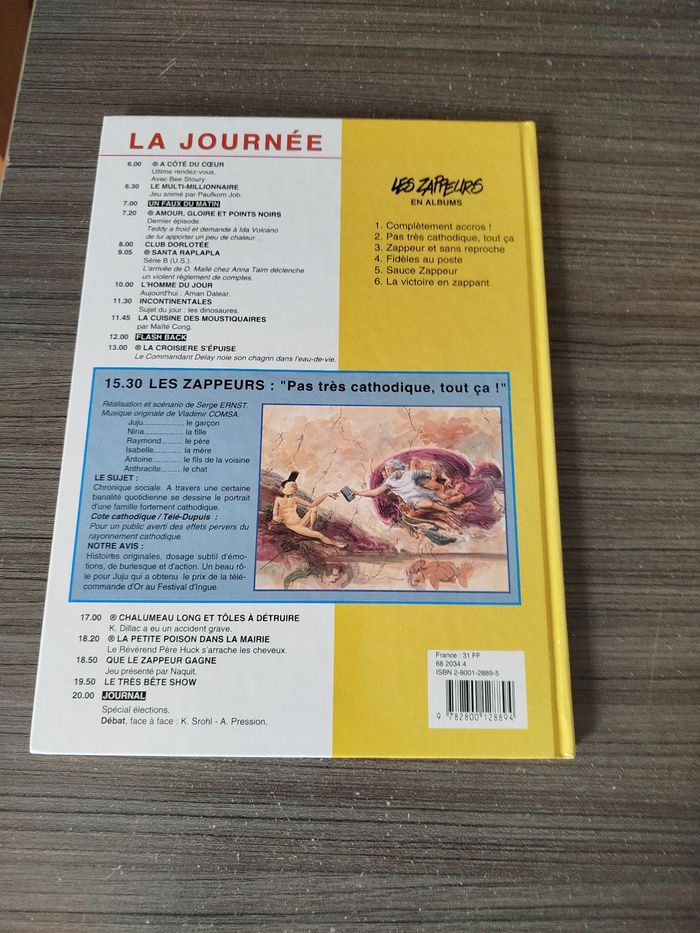 LA JOURNÉE
6.00 ® A CÔTÉ DU CŒUR
Ultime rendez-vous.
Avec Bee Stoury.
6.30 LE MULTI-MILLIONNAIRE
Jeu animé par Paufkom Job.
7.00 UN FAUX DU MATIN
7.20 ® AMOUR, GLOIRE ET POINTS NOIRS
Dernier épisode.
Teddy a froid et demande à Ida Volcano
de lui apporter un peu de chaleur...
8.00 CLUB DORLOTÉE
9.05 ® SANTA RAPLAPLA
Série B (U.S.).
L'arrivée de D. Mailé chez Anna Taim déclenche
un violent règlement de comptes.
10.00 L'HOMME DU JOUR
Aujourd'hui : Aman Dalear.
11.30 INCONTINENTALES
Sujet du jour : les dinosaures.
11.45 LA CUISINE DES MOUSTIQUAIRES
par Maïté Cong.
12.00 FLASH BACK
13.00 ® LA CROISIERE S'ÉPUISE
Le Commandant Delay noie son chagrin dans l'eau-de-vie.
LES ZAPPEURS
EN ALBUMS
1. Complètement accros !
2. Pas très cathodique, tout ça
3. Zappeur et sans reproche
4. Fidèles au poste
5. Sauce Zappeur
6. La victoire en zappant
15.30 LES ZAPPEURS : "Pas très cathodique, tout ça !"
Réalisation et scénario de Serge ERNST.
Musique originale de Vladimir COMSA.
Juju................. le garçon
Nina................. la fille
Raymond......... le père
Isabelle............ la mère
Antoine........... le fils de la voisine
Anthracite........ le chat
LE SUJET :
Chronique sociale. A travers une certaine
banalité quotidienne se dessine le portrait
d'une famille fortement cathodique.
Cote cathodique / Télé-Dupuis :
Pour un public averti des effets pervers du
rayonnement cathodique.
NOTRE AVIS :
Histoires originales, dosage subtil d'émo-
tions, de burlesque et d'action. Un beau rô-
le pour Juju qui a obtenu le prix de la télé-
commande d'Or au Festival d'Ingue.
17.00 ® CHALUMEAU LONG ET TÔLES À DÉTRUIRE
K. Dillac a eu un accident grave.
18.20 ® LA PETITE POISON DANS LA MAIRIE
Le Révérend Père Huck s'arrache les cheveux.
18.50 QUE LE ZAPPEUR GAGNE
Jeu présenté par Naquit.
19.50 LE TRÈS BÊTE SHOW
20.00 JOURNAL
Spécial élections.
Débat, face à face : K. Srohl - A. Pression.
France : 31 FF
68 2034 4
ISBN 2-8001-2889-5
9 782800 128894